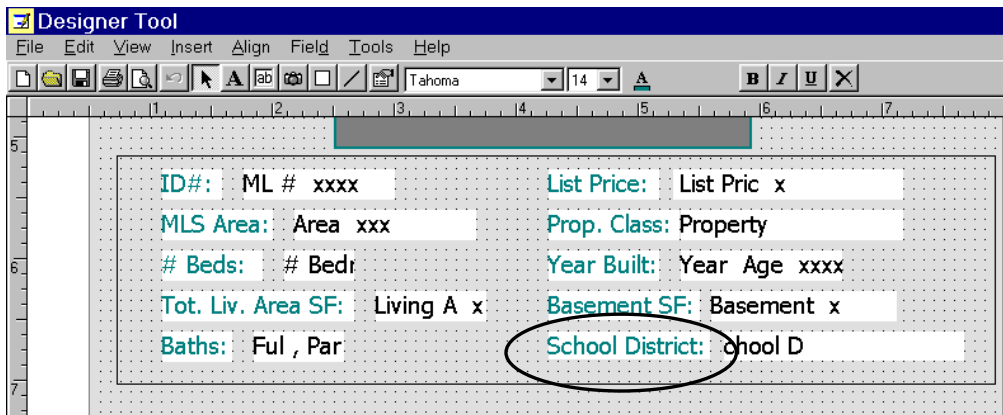 Designer Tool
File Edit View Insert Align Field Tools Help
A ab Tahoma 14 A B I U
1 2 3 4 5 6 7
5
ID#: ML # xxxx List Price: List Pric x
MLS Area: Area xxx Prop. Class: Property
6
# Beds: # Bedr Year Built: Year Age xxxx
Tot. Liv. Area SF: Living A x Basement SF: Basement x
Baths: Ful , Par School District: chool D
7